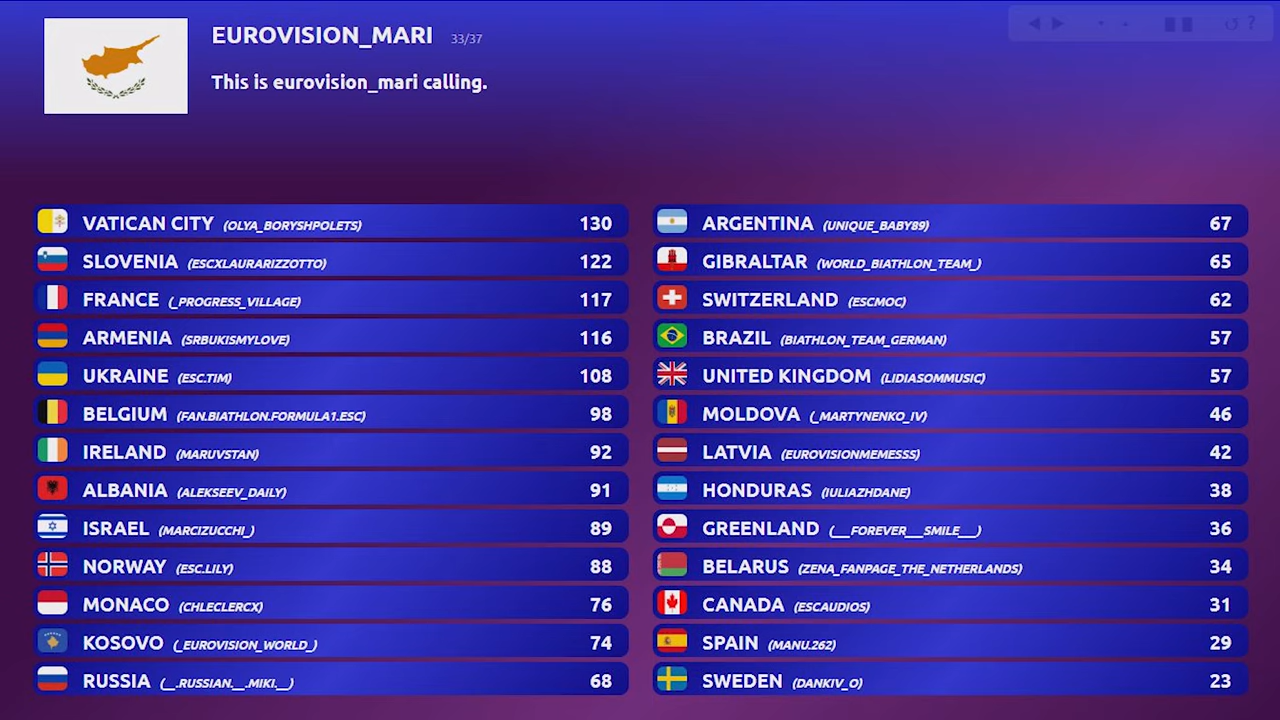 EUROVISION_MARI 33/37
This is eurovision_mari calling.
VATICAN CITY (OLYA_BORYSHPOLETS) 130
SLOVENIA (ESCXLAURARIZZOTTO) 122
FRANCE (_PROGRESS_VILLAGE) 117
ARMENIA (SRBUKISMYLOVE) 116
UKRAINE (ESC.TIM) 108
BELGIUM (FAN.BIATHLON.FORMULA1.ESC) 98
IRELAND (MARUVSTAN) 92
ALBANIA (ALEKSEEV_DAILY) 91
ISRAEL (MARCIZUCCHI_) 89
NORWAY (ESC.LILY) 88
MONACO (CHLECLERCX) 76
KOSOVO (_EUROVISION_WORLD_) 74
RUSSIA (__.RUSSIAN.__.MIKI.__) 68
ARGENTINA (UNIQUE_BABY89) 67
GIBRALTAR (WORLD_BIATHLON_TEAM_) 65
SWITZERLAND (ESCMOC) 62
BRAZIL (BIATHLON_TEAM_GERMAN) 57
UNITED KINGDOM (LIDIASOMMUSIC) 57
MOLDOVA (_MARTYNENKO_IV) 46
LATVIA (EUROVISIONMEMESSS) 42
HONDURAS (IULIAZHDANE) 38
GREENLAND (__FOREVER__SMILE__) 36
BELARUS (ZENA_FANPAGE_THE_NETHERLANDS) 34
CANADA (ESCAUDIOS) 31
SPAIN (MANU.262) 29
SWEDEN (DANKIV_O) 23